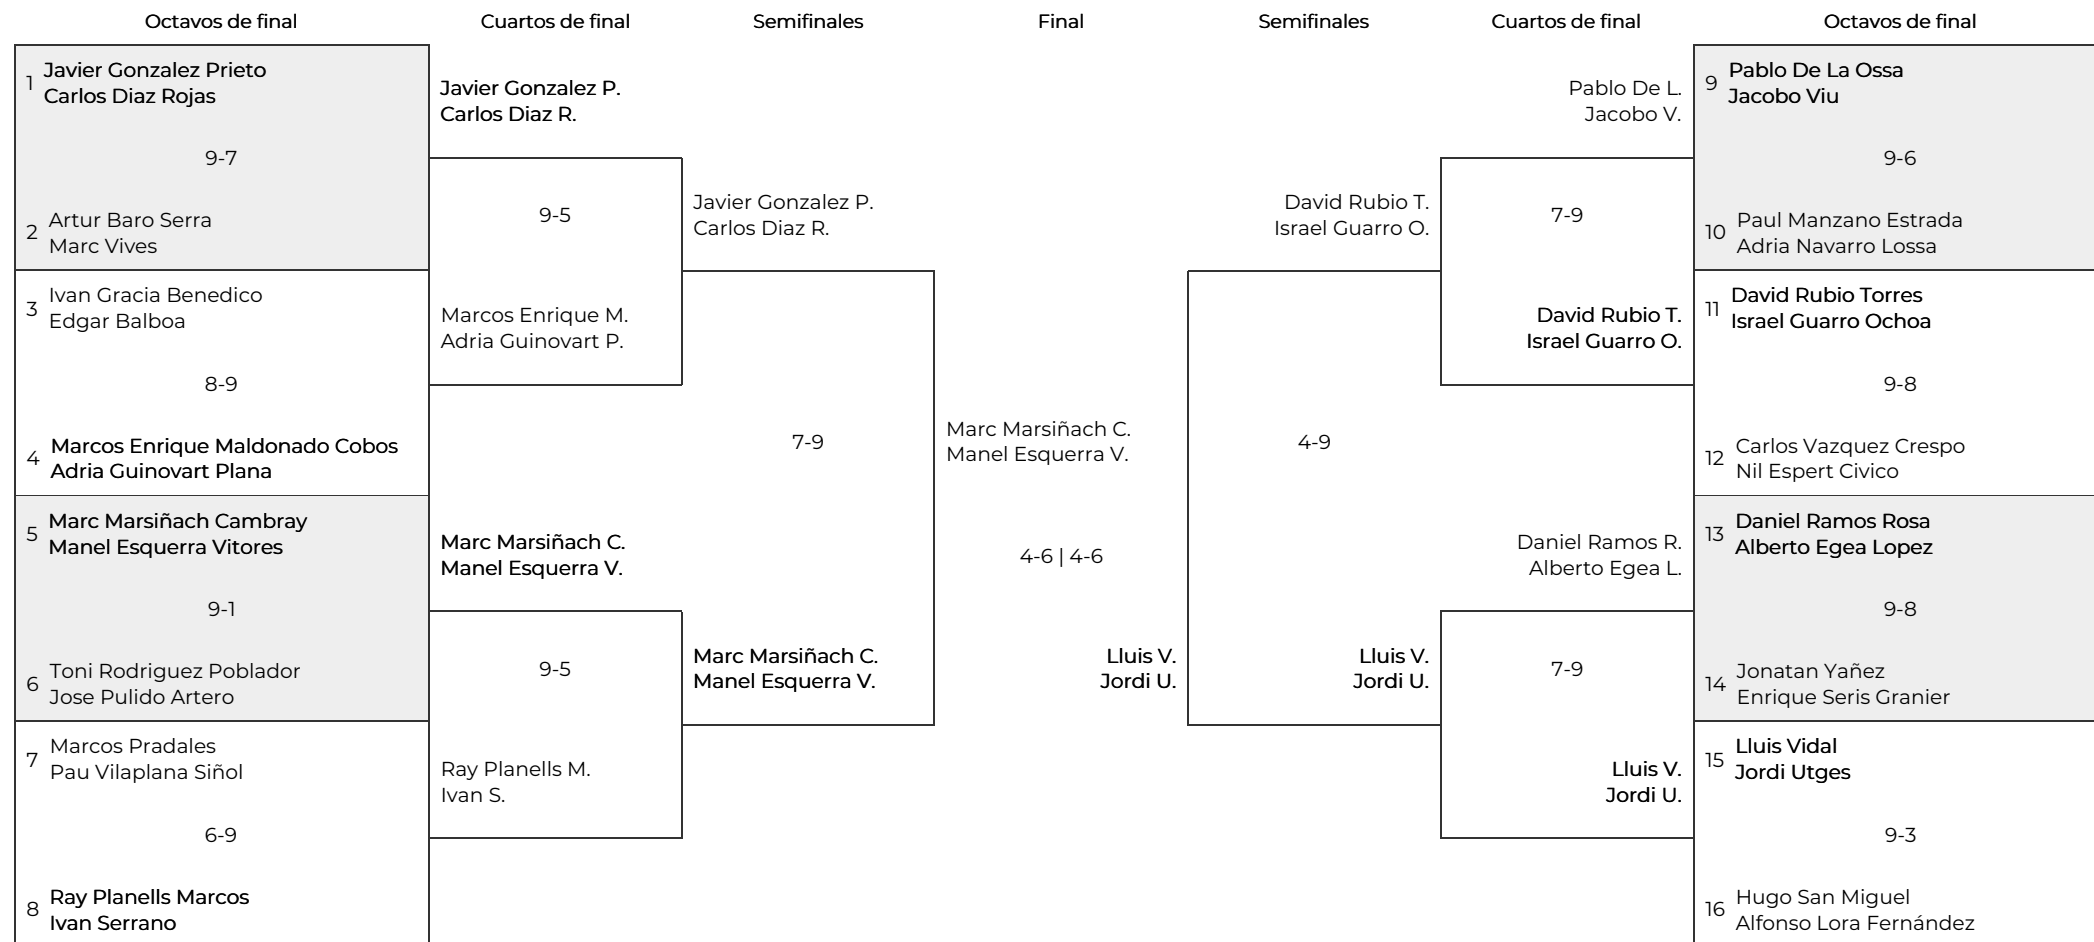 Octavos de final
Cuartos de final
Semifinales
Final
Semifinales
Cuartos de final
Octavos de final
1
Javier Gonzalez Prieto
Carlos Diaz Rojas
9-7
2
Artur Baro Serra
Marc Vives
3
Ivan Gracia Benedico
Edgar Balboa
8-9
4
Marcos Enrique Maldonado Cobos
Adria Guinovart Plana
5
Marc Marsiñach Cambray
Manel Esquerra Vitores
9-1
6
Toni Rodriguez Poblador
Jose Pulido Artero
7
Marcos Pradales
Pau Vilaplana Siñol
6-9
8
Ray Planells Marcos
Ivan Serrano
Javier Gonzalez P.
Carlos Diaz R.
9-5
Marcos Enrique M.
Adria Guinovart P.
Marc Marsiñach C.
Manel Esquerra V.
9-5
Ray Planells M.
Ivan S.
Javier Gonzalez P.
Carlos Diaz R.
7-9
Marc Marsiñach C.
Manel Esquerra V.
Marc Marsiñach C.
Manel Esquerra V.
4-6 | 4-6
Lluis V.
Jordi U.
David Rubio T.
Israel Guarro O.
4-9
Lluis V.
Jordi U.
Pablo De L.
Jacobo V.
7-9
David Rubio T.
Israel Guarro O.
Daniel Ramos R.
Alberto Egea L.
7-9
Lluis V.
Jordi U.
9
Pablo De La Ossa
Jacobo Viu
9-6
10
Paul Manzano Estrada
Adria Navarro Lossa
11
David Rubio Torres
Israel Guarro Ochoa
9-8
12
Carlos Vazquez Crespo
Nil Espert Civico
13
Daniel Ramos Rosa
Alberto Egea Lopez
9-8
14
Jonatan Yañez
Enrique Seris Granier
15
Lluis Vidal
Jordi Utges
9-3
16
Hugo San Miguel
Alfonso Lora Fernández